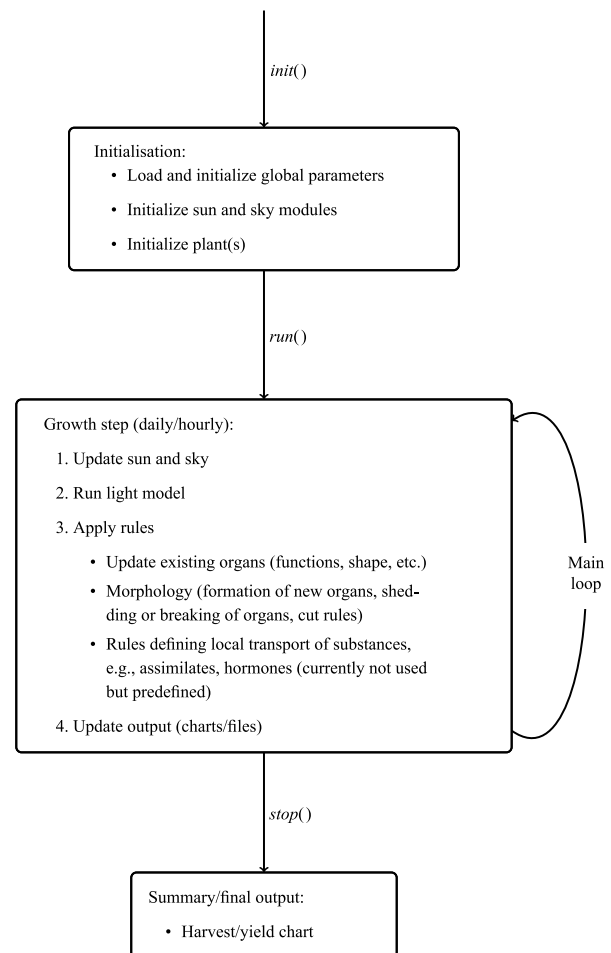 init()
Initialisation:
• Load and initialize global parameters
• Initialize sun and sky modules
• Initialize plant(s)
run()
Growth step (daily/hourly):
1. Update sun and sky
2. Run light model
3. Apply rules
• Update existing organs (functions, shape, etc.)
• Morphology (formation of new organs, shed-
ding or breaking of organs, cut rules)
• Rules defining local transport of substances,
e.g., assimilates, hormones (currently not used
but predefined)
4. Update output (charts/files)
Main
loop
stop()
Summary/final output:
• Harvest/yield chart